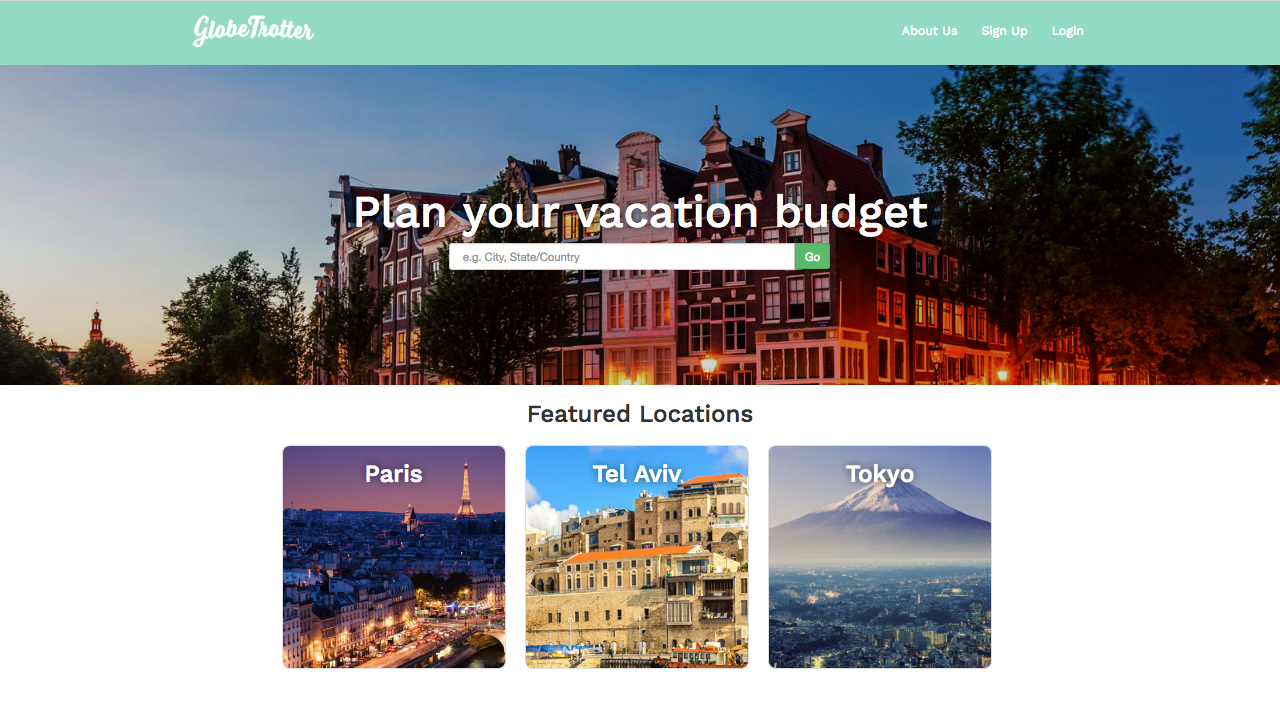 GlobeTrotter
About Us Sign Up Login
Plan your vacation budget
e.g. City, State/Country Go
Featured Locations
Paris Tel Aviv Tokyo